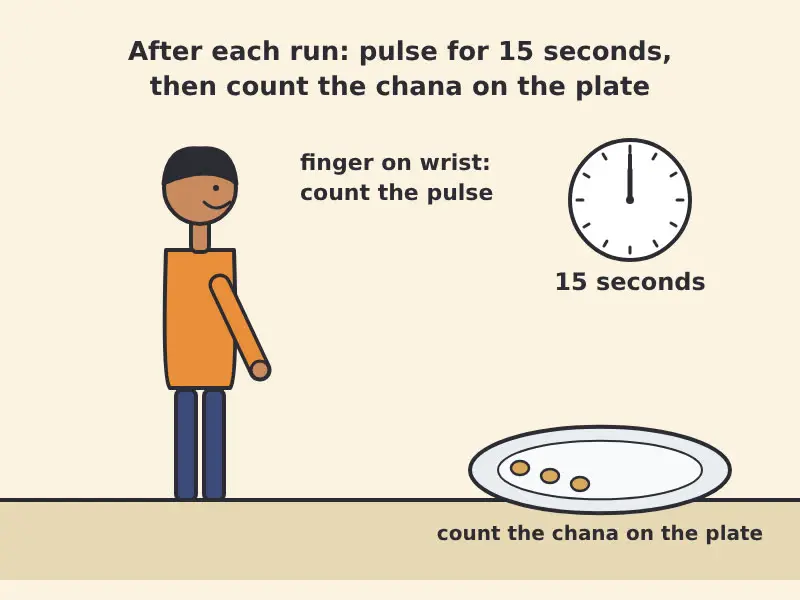 After each run: pulse for 15 seconds,
then count the chana on the plate
finger on wrist:
count the pulse
15 seconds
count the chana on the plate